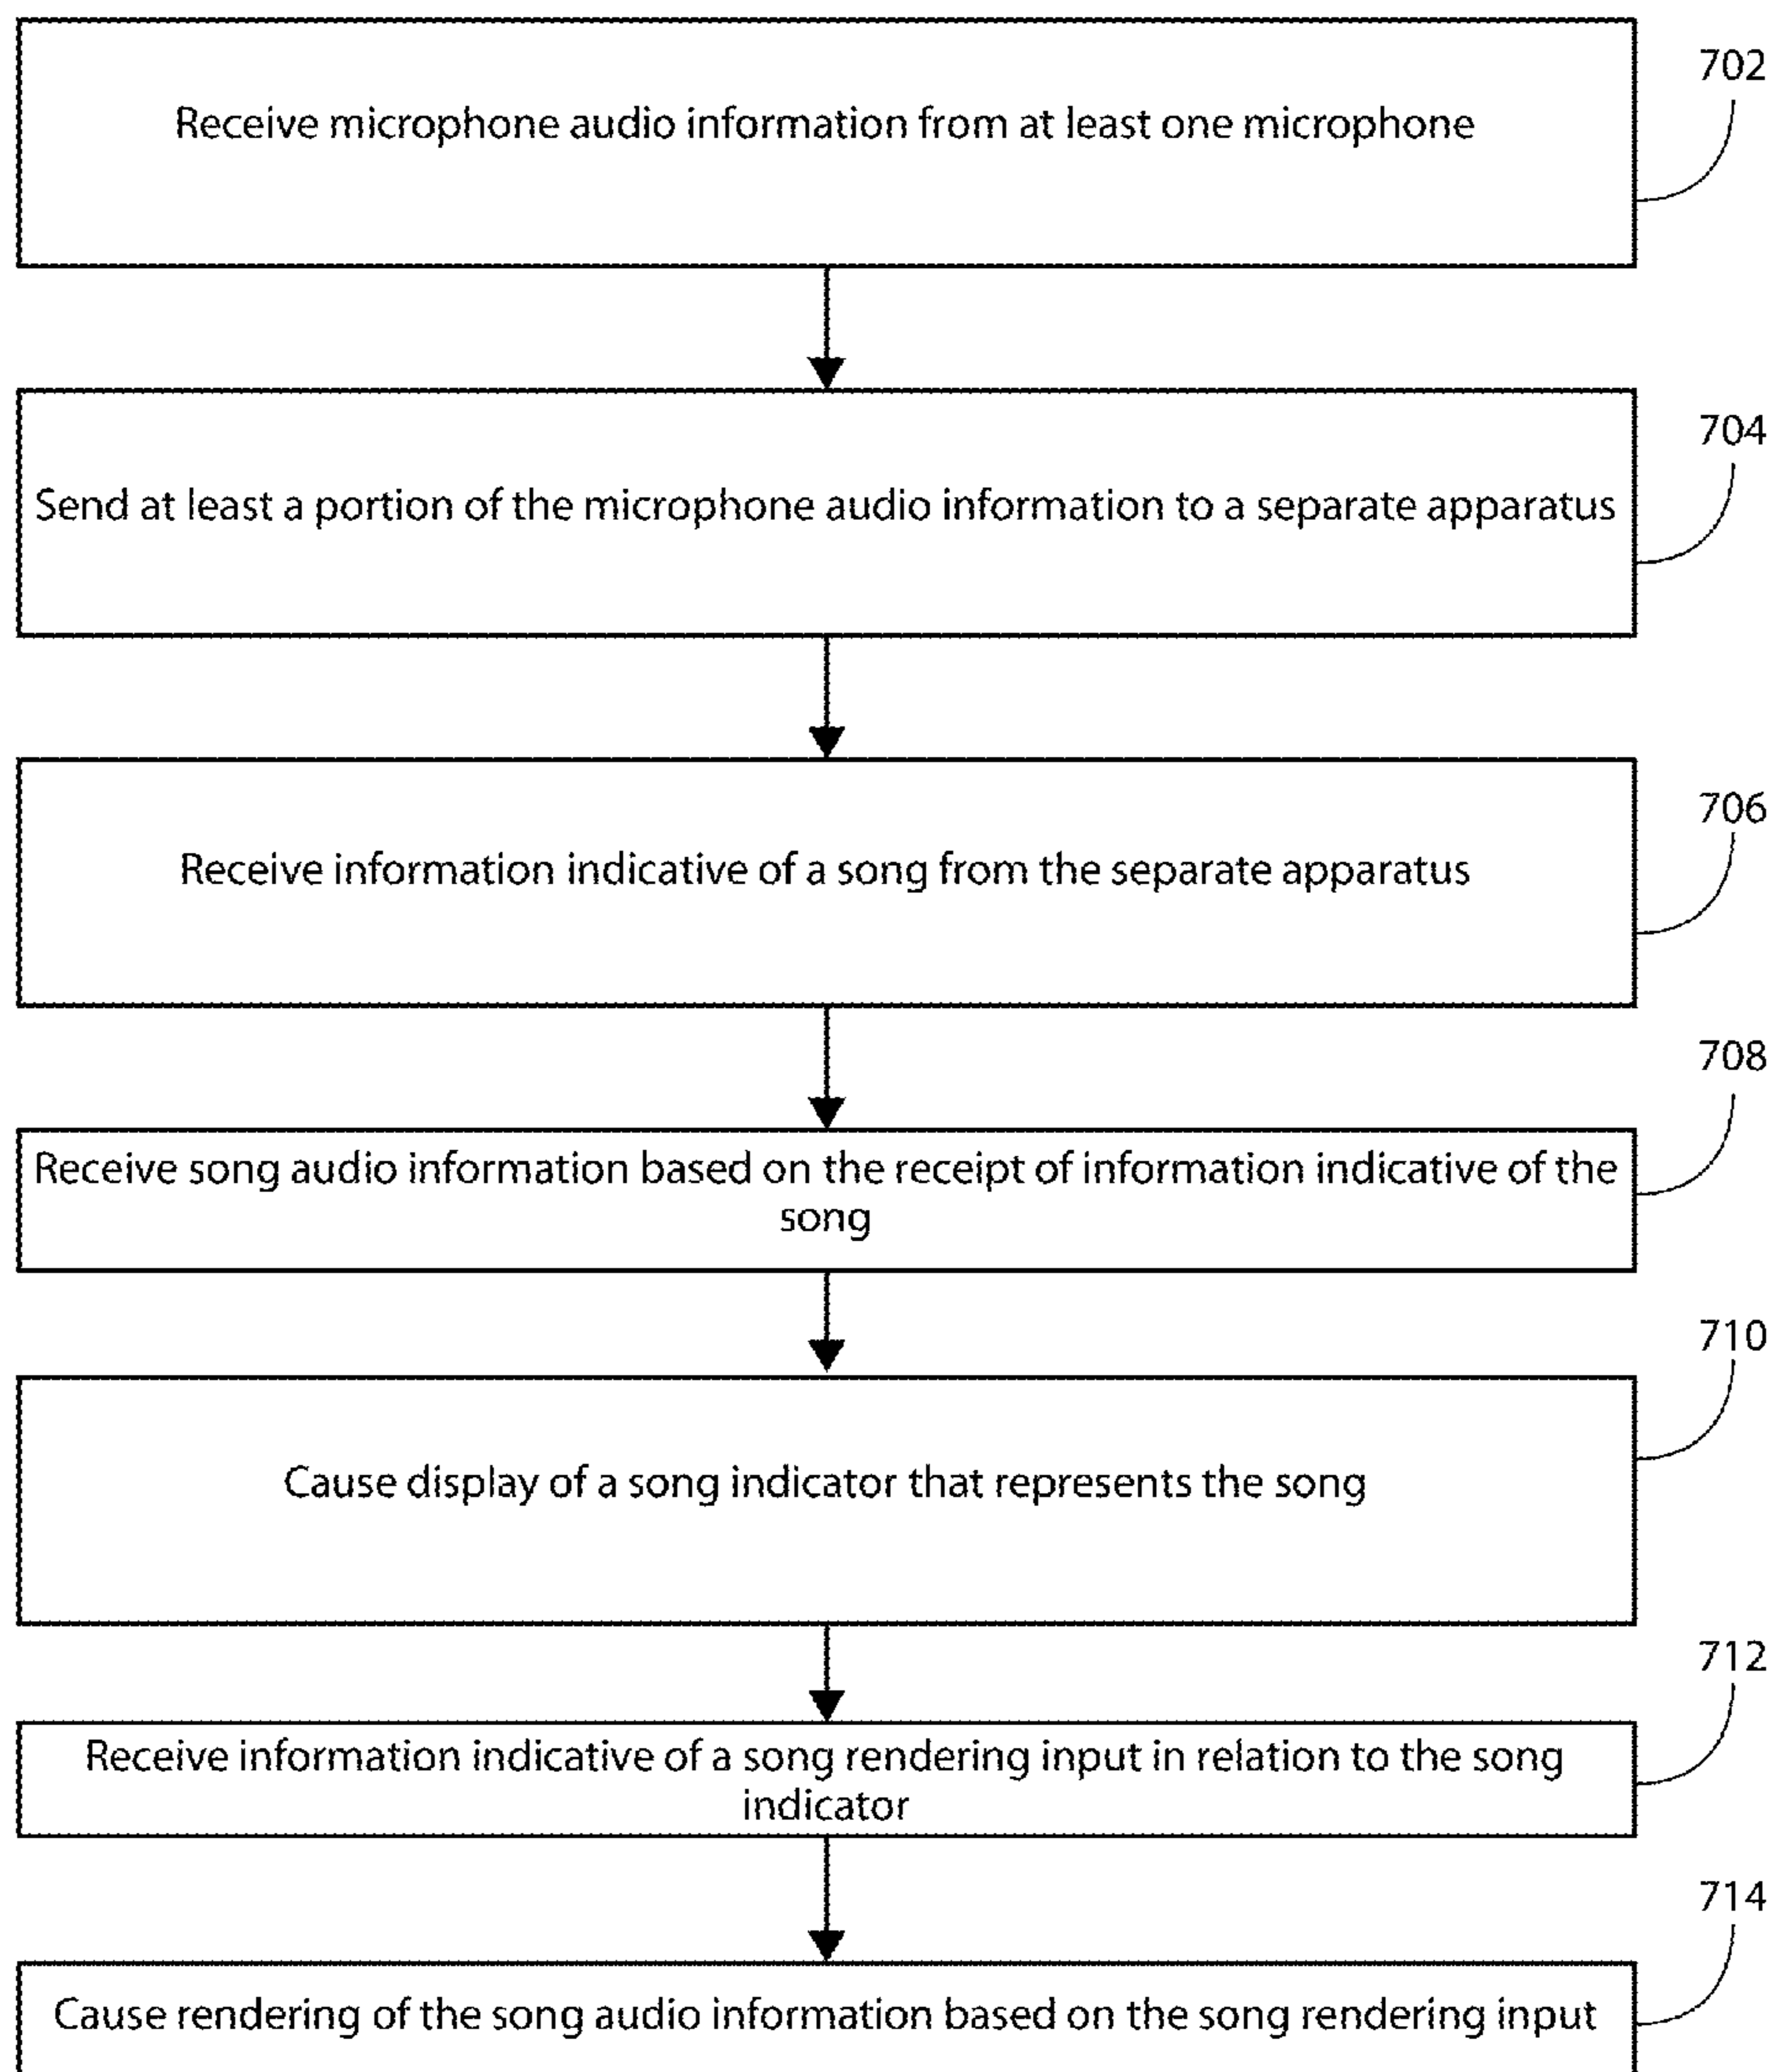 702
Receive microphone audio information from at least one microphone
704
Send at least a portion of the microphone audio information to a separate apparatus
706
Receive information indicative of a song from the separate apparatus
708
Receive song audio information based on the receipt of information indicative of the
song
710
Cause display of a song indicator that represents the song
712
Receive information indicative of a song rendering input in relation to the song
indicator
714
Cause rendering of the song audio information based on the song rendering input